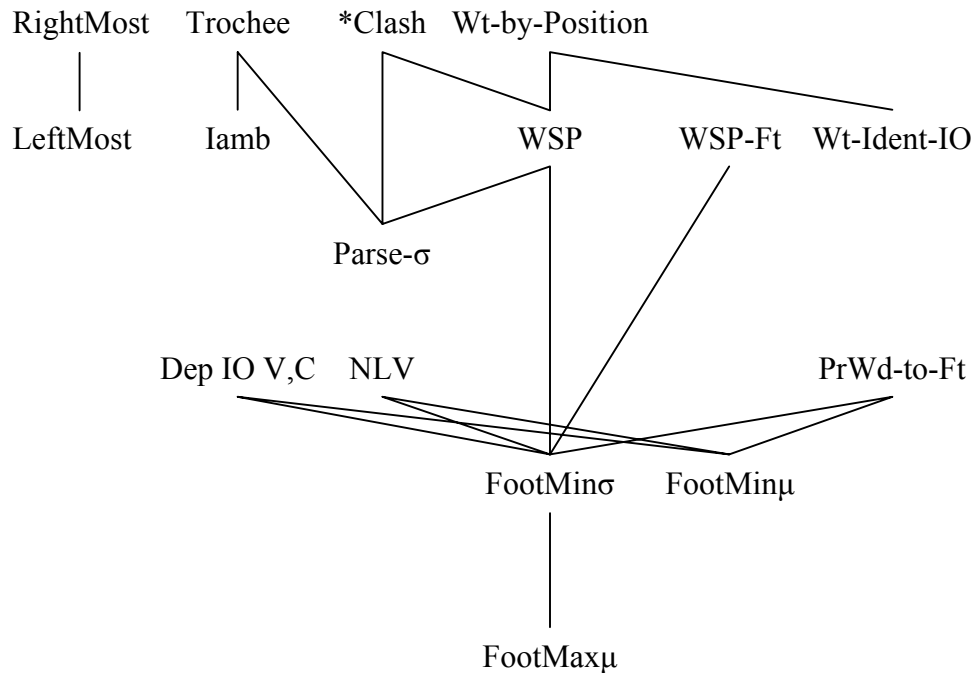 RightMost Trochee *Clash Wt-by-Position
LeftMost Iamb WSP WSP-Ft Wt-Ident-IO
Parse-σ
Dep IO V,C NLV PrWd-to-Ft
FootMinσ FootMinμ
FootMaxμ